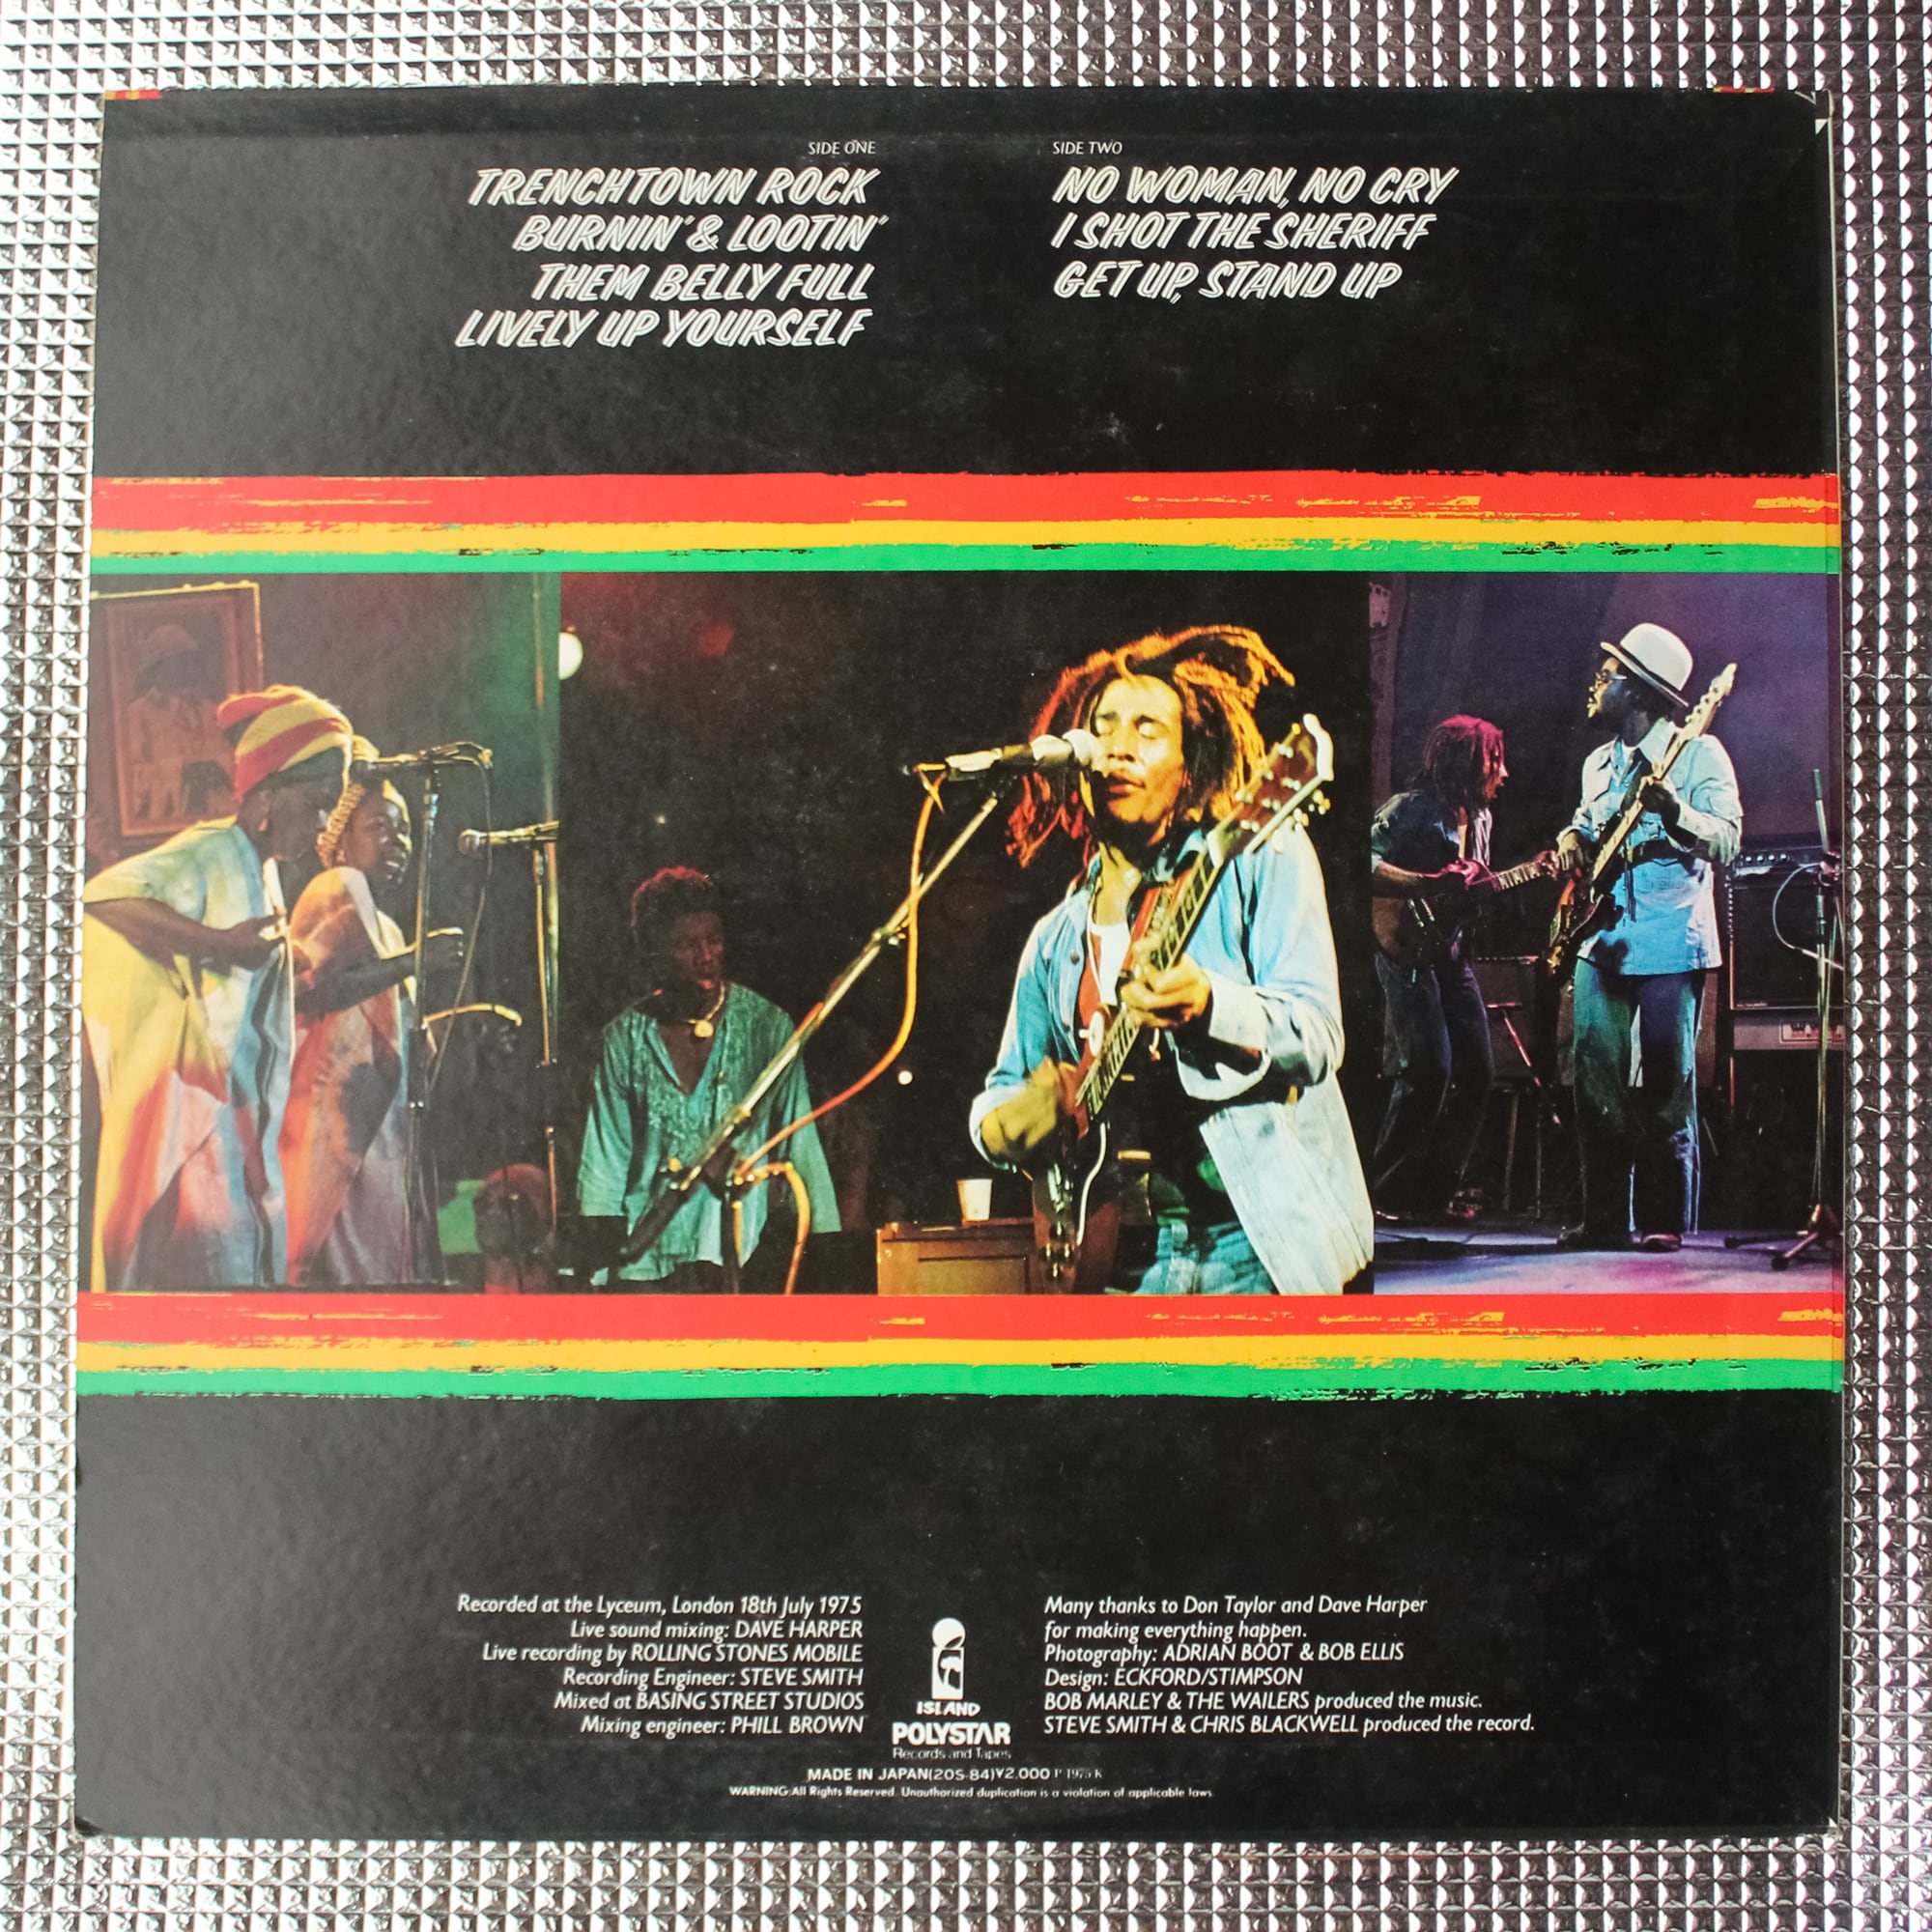 SIDE ONE
TRENCHTOWN ROCK
BURNIN' & LOOTIN'
THEM BELLY FULL
LIVELY UP YOURSELF
SIDE TWO
NO WOMAN, NO CRY
I SHOT THE SHERIFF
GET UP, STAND UP
Recorded at the Lyceum, London 18th July 1975
Live sound mixing: DAVE HARPER
Live recording by ROLLING STONES MOBILE
Recording Engineer: STEVE SMITH
Mixed at BASING STREET STUDIOS
Mixing engineer: PHILL BROWN
ISLAND
POLYSTAR
Records and Tapes
Many thanks to Don Taylor and Dave Harper
for making everything happen.
Photography: ADRIAN BOOT & BOB ELLIS
Design: ECKFORD/STIMPSON
BOB MARLEY & THE WAILERS produced the music.
STEVE SMITH & CHRIS BLACKWELL produced the record.
MADE IN JAPAN(20S-84)¥2,000 P 1975 K
WARNING:All Rights Reserved. Unauthorized duplication is a violation of applicable laws.